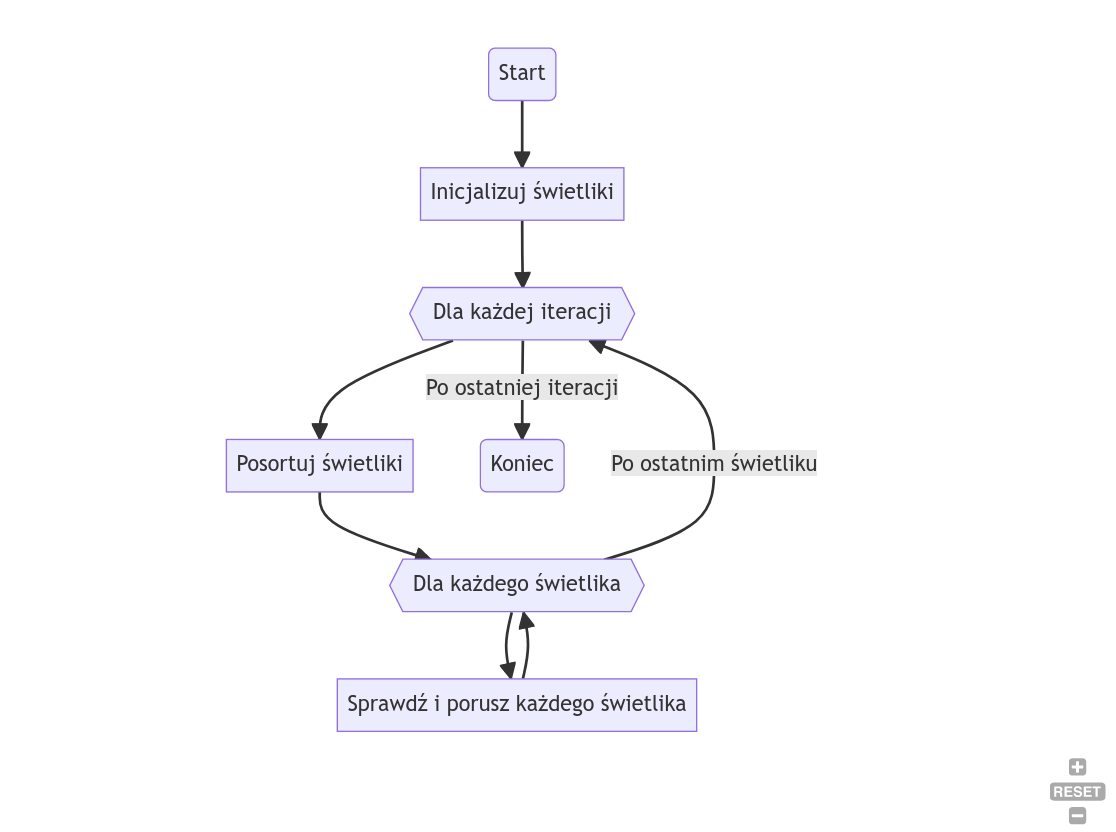 Start
Inicjalizuj świetliki
Dla każdej iteracji
Po ostatniej iteracji
Posortuj świetliki
Koniec
Po ostatnim świetliku
Dla każdego świetlika
Sprawdź i porusz każdego świetlika
RESET